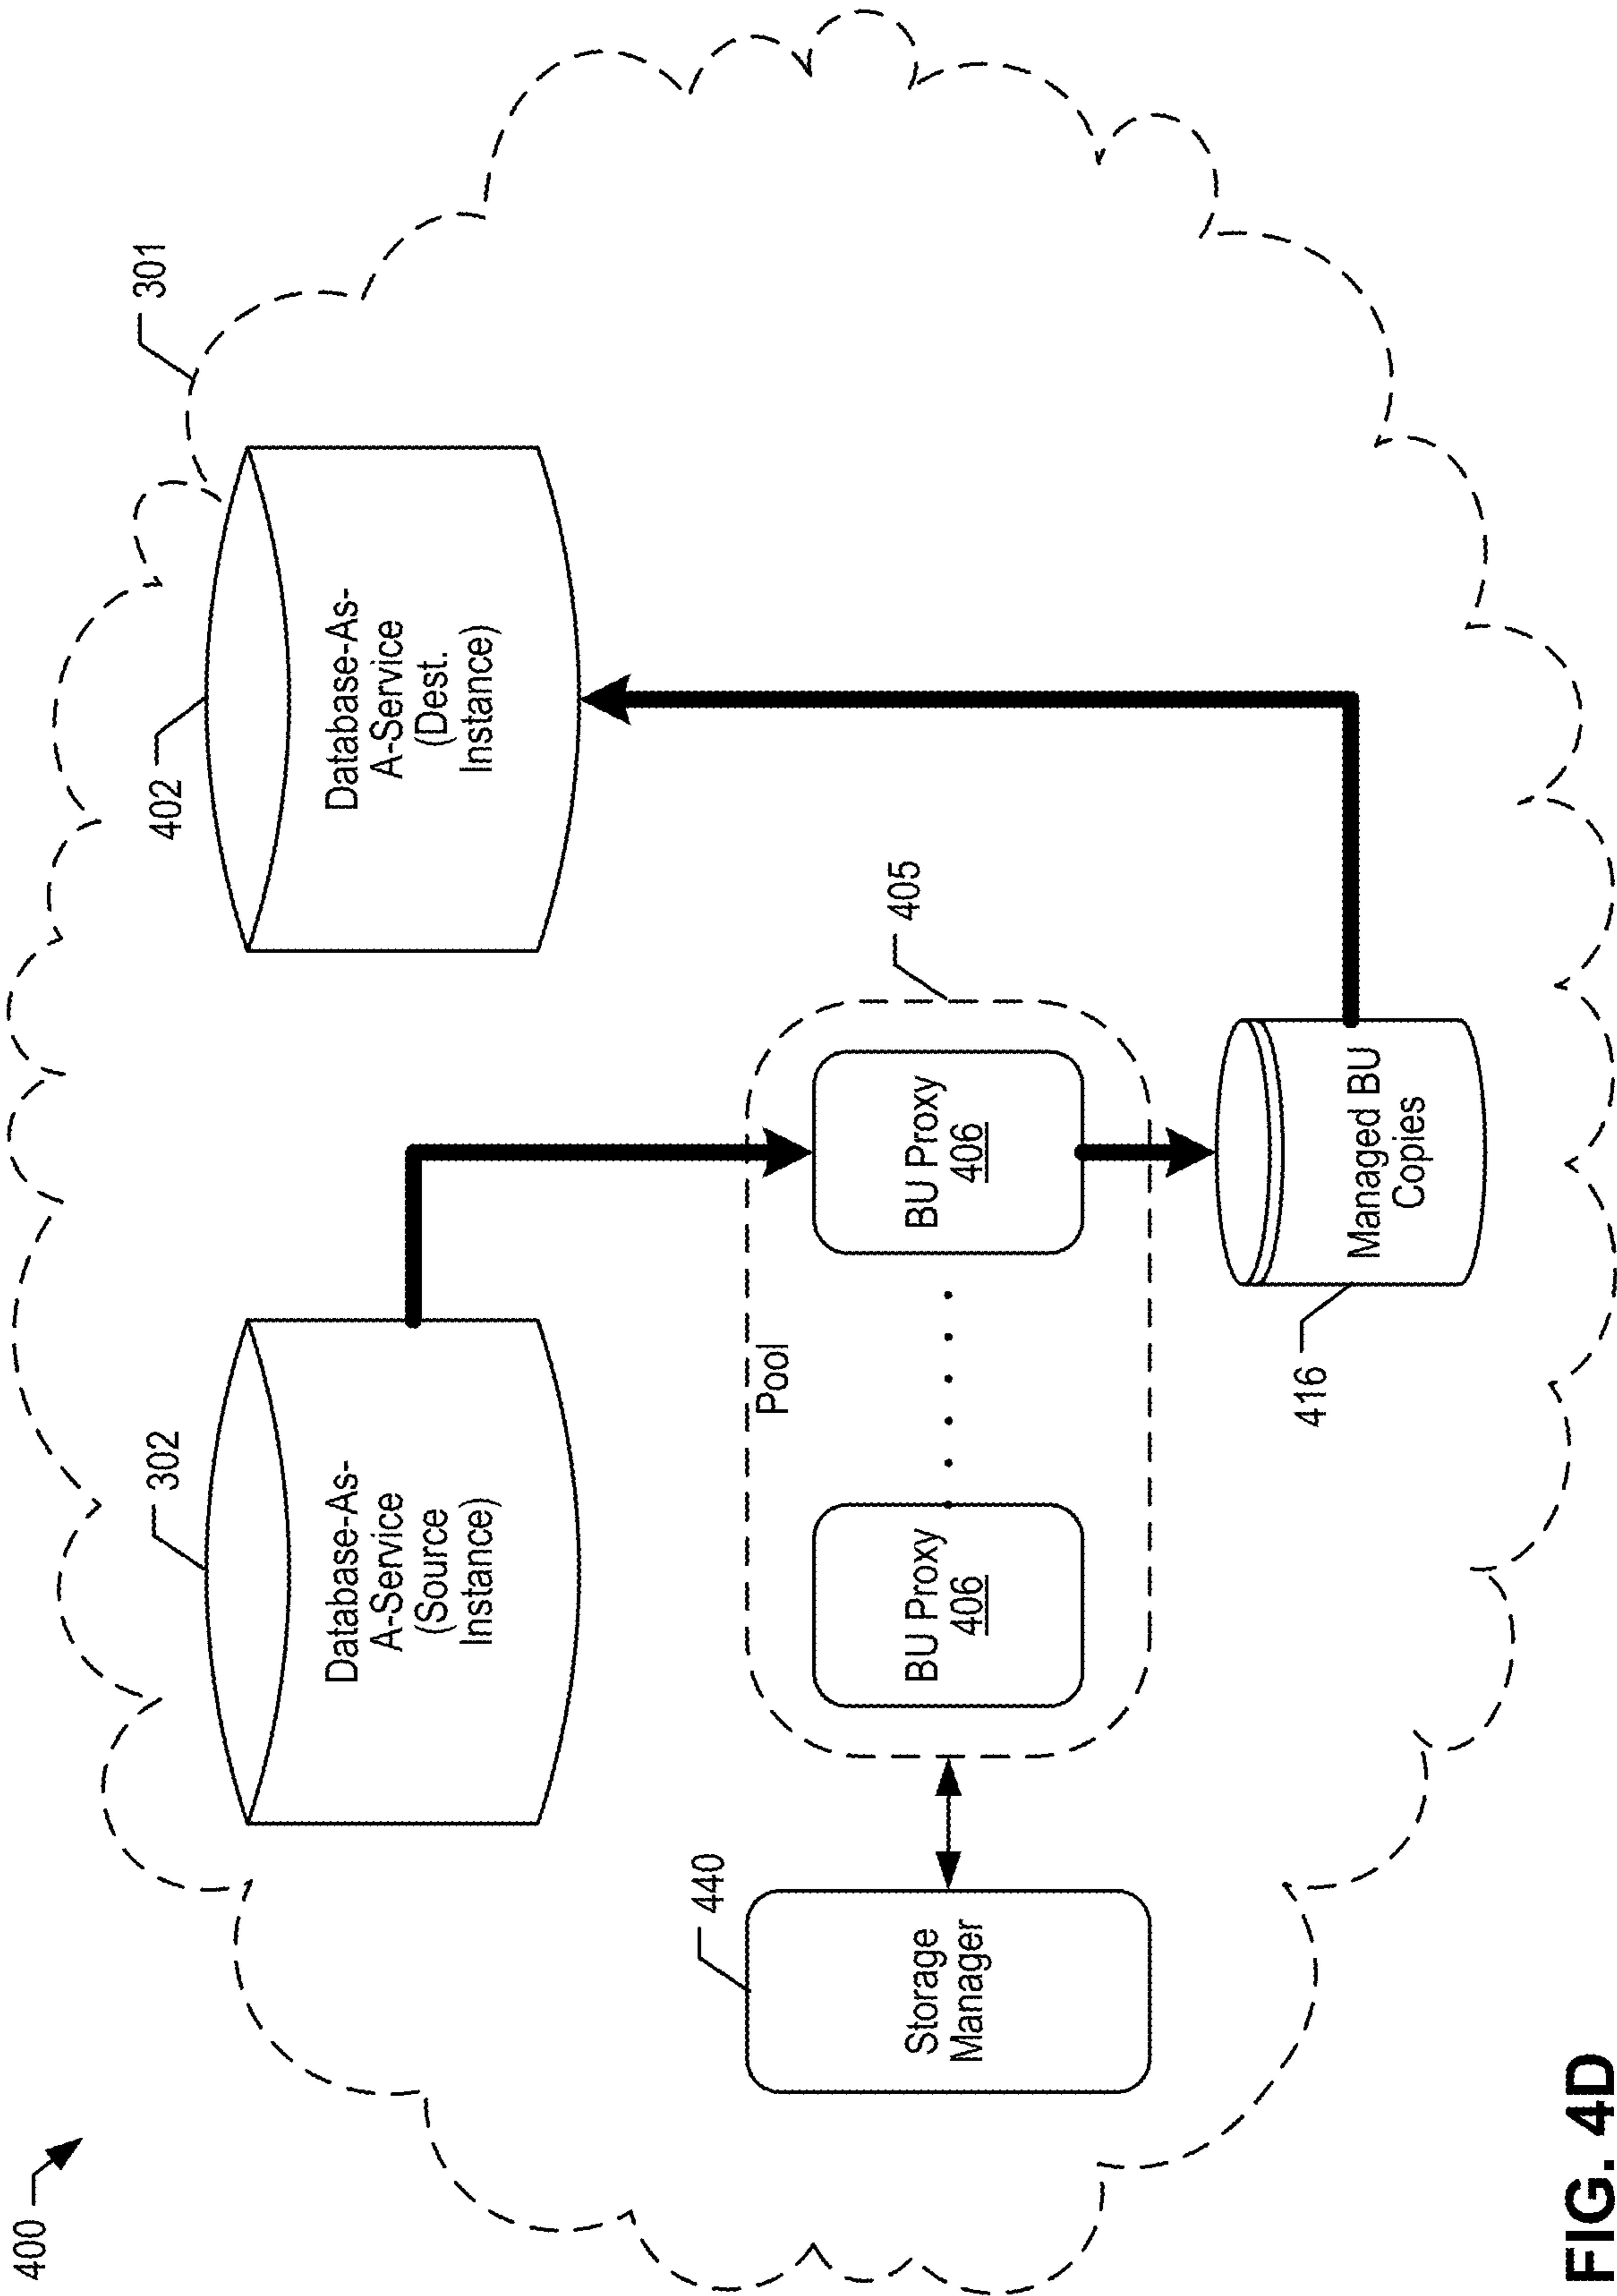 400
301
302
402
Database-As-
A-Service
(Source
Instance)
Database-As-
A-Service
(Dest.
Instance)
440
Storage
Manager
Pool
405
BU Proxy
406
BU Proxy
406
416
Managed BU
Copies
FIG. 4D